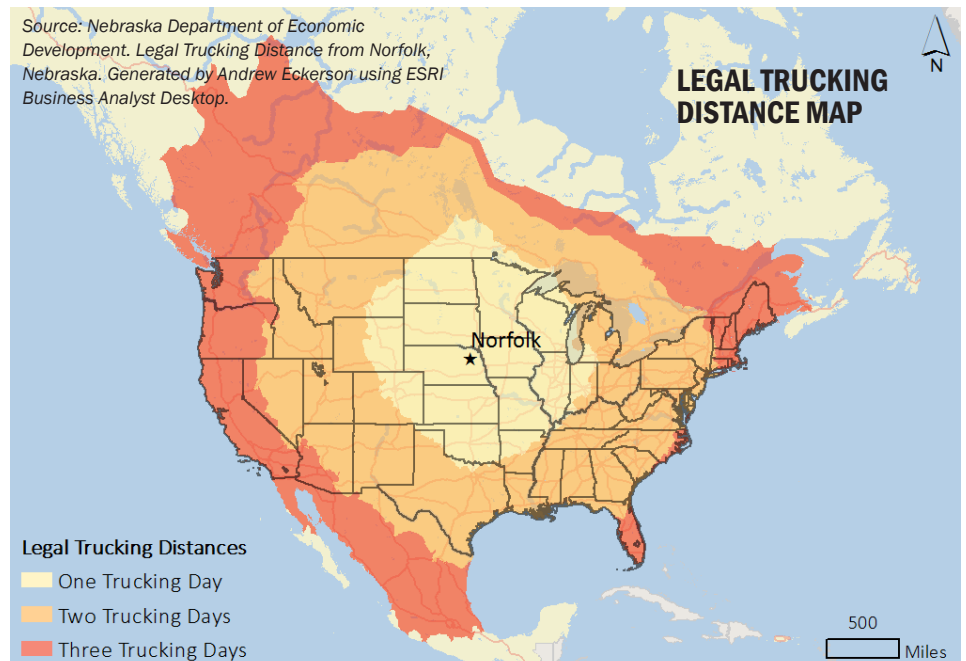 Source: Nebraska Department of Economic
Development. Legal Trucking Distance from Norfolk,
Nebraska. Generated by Andrew Eckerson using ESRI
Business Analyst Desktop.
N
LEGAL TRUCKING
DISTANCE MAP
Norfolk
Legal Trucking Distances
One Trucking Day
Two Trucking Days
Three Trucking Days
500
Miles